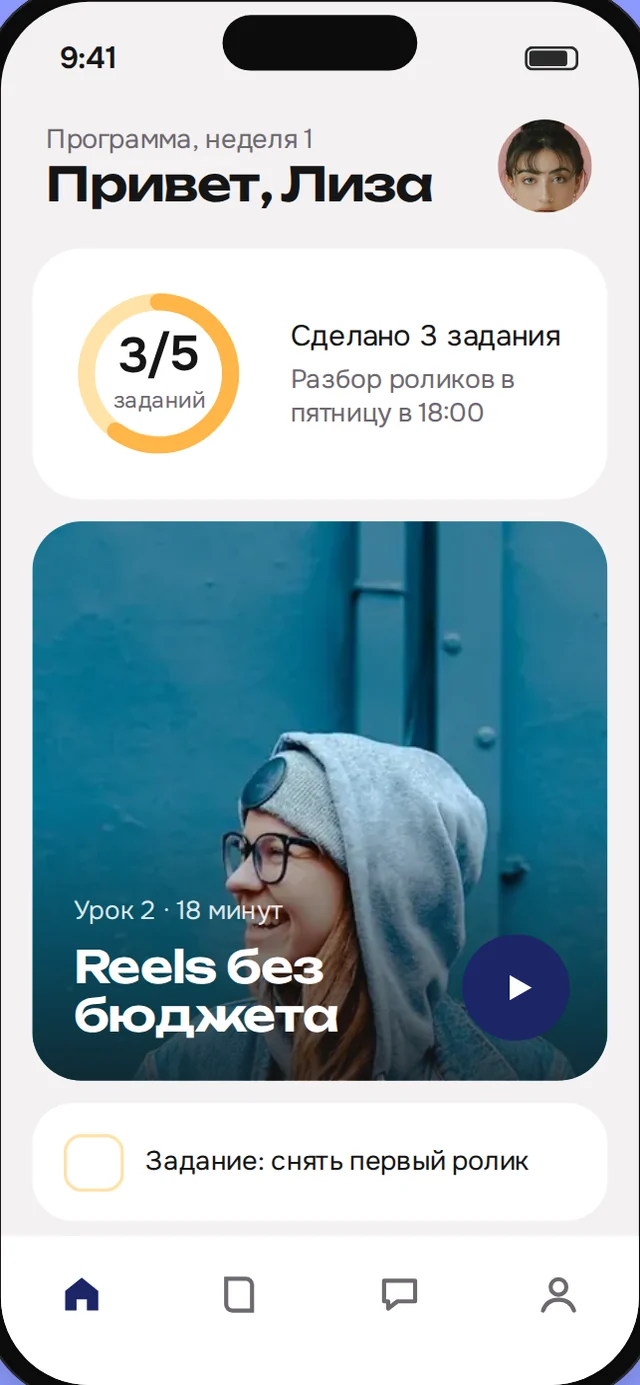 9:41
Программа, неделя 1
Привет, Лиза
3/5
заданий
Сделано 3 задания
Разбор роликов в
пятницу в 18:00
Урок 2 · 18 минут
Reels без
бюджета
Задание: снять первый ролик